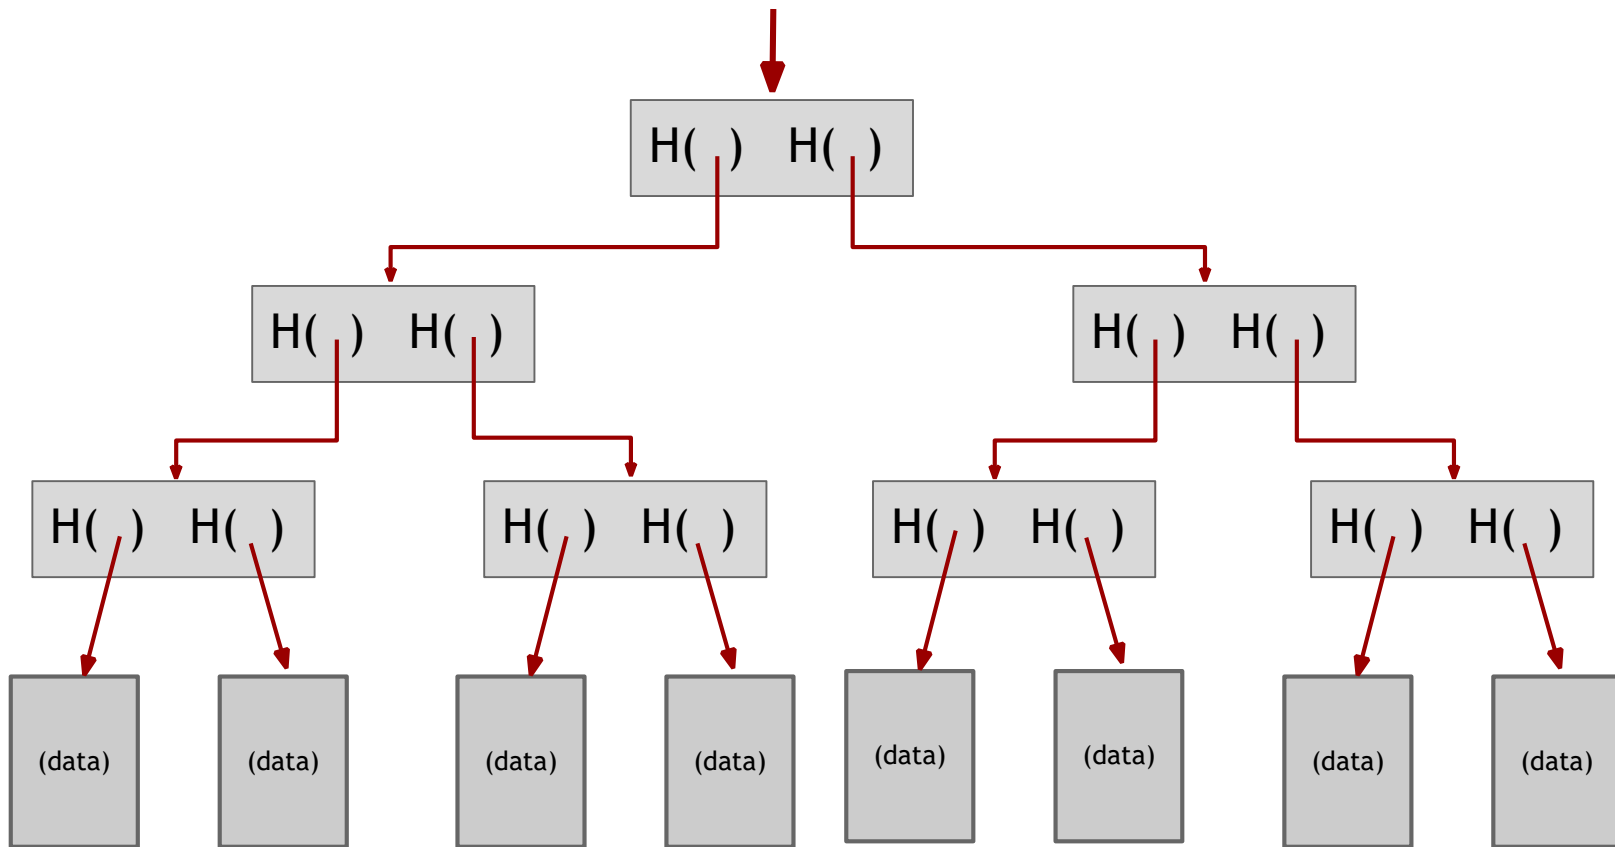 H( ) H( )
H( ) H( ) H( ) H( )
H( ) H( ) H( ) H( ) H( ) H( ) H( ) H( )
(data) (data) (data) (data) (data) (data) (data) (data)